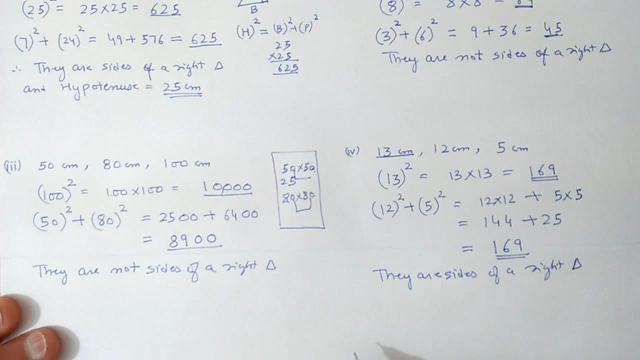 (25)² = 25×25 = 625
(7)² + (24)² = 49 + 576 = 625
∴ They are sides of a right Δ
and Hypotenuse = 25 cm
B
(H)² = (B)² + (P)²
25
×25
625
(3)² + (6)² = 9 + 36 = 45
They are not sides of a right Δ
(iii) 50 cm, 80 cm, 100 cm
(100)² = 100×100 = 10000
(50)² + (80)² = 2500 + 6400
= 8900
They are not sides of a right Δ
50×50
25
80×80
(iv) 13 cm, 12 cm, 5 cm
(13)² = 13×13 = 169
(12)² + (5)² = 12×12 + 5×5
= 144 + 25
= 169
They are sides of a right Δ